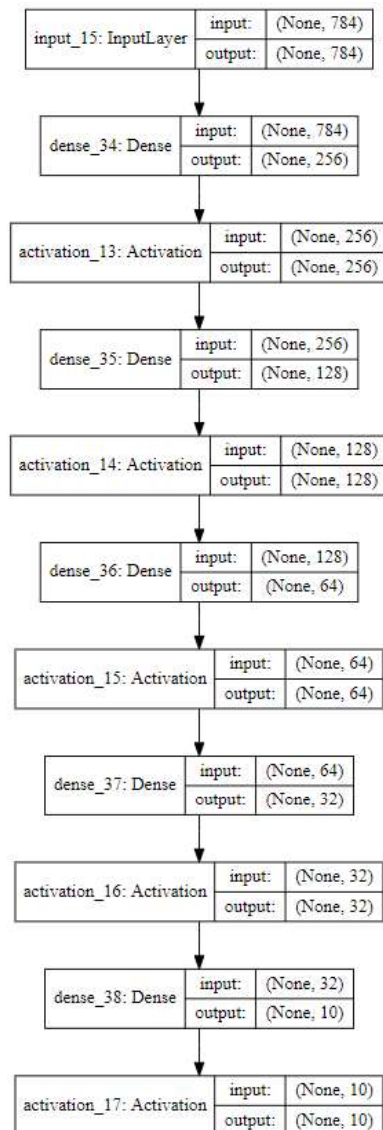 input_15: InputLayer
input: (None, 784)
output: (None, 784)
dense_34: Dense
input: (None, 784)
output: (None, 256)
activation_13: Activation
input: (None, 256)
output: (None, 256)
dense_35: Dense
input: (None, 256)
output: (None, 128)
activation_14: Activation
input: (None, 128)
output: (None, 128)
dense_36: Dense
input: (None, 128)
output: (None, 64)
activation_15: Activation
input: (None, 64)
output: (None, 64)
dense_37: Dense
input: (None, 64)
output: (None, 32)
activation_16: Activation
input: (None, 32)
output: (None, 32)
dense_38: Dense
input: (None, 32)
output: (None, 10)
activation_17: Activation
input: (None, 10)
output: (None, 10)